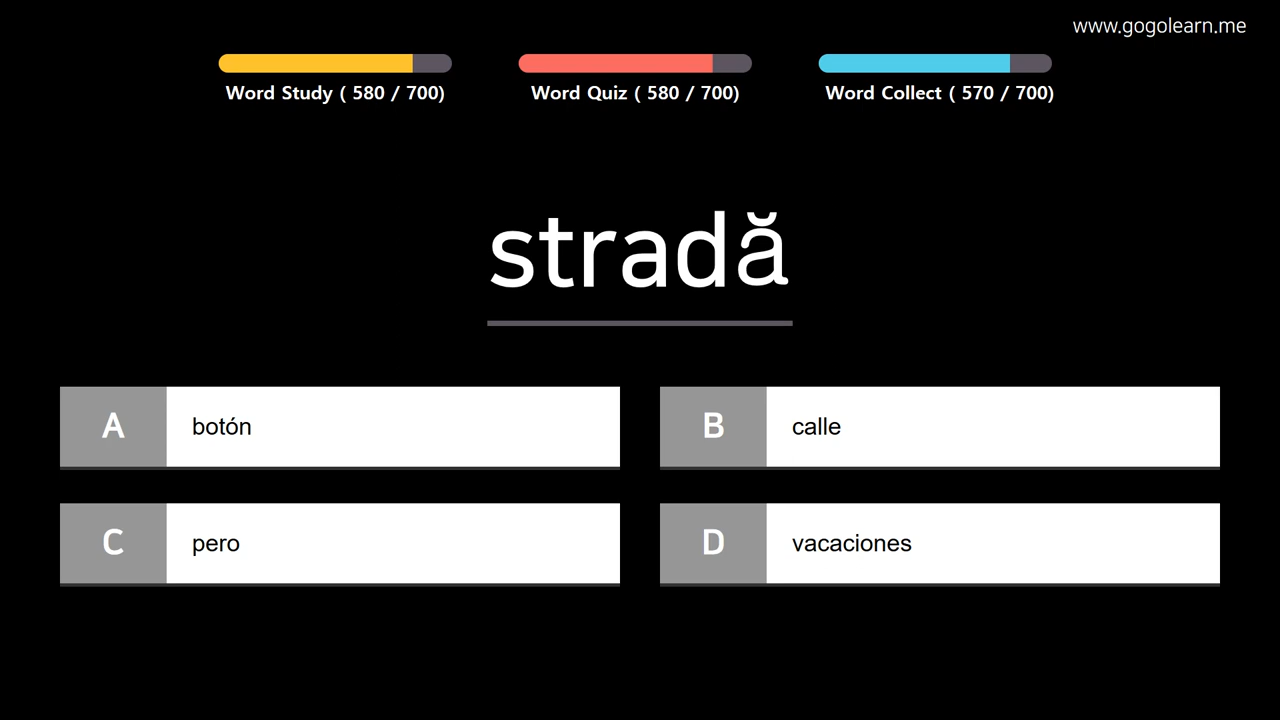 www.gogolearn.me
Word Study ( 580 / 700)
Word Quiz ( 580 / 700)
Word Collect ( 570 / 700)
stradă
A botón
B calle
C pero
D vacaciones